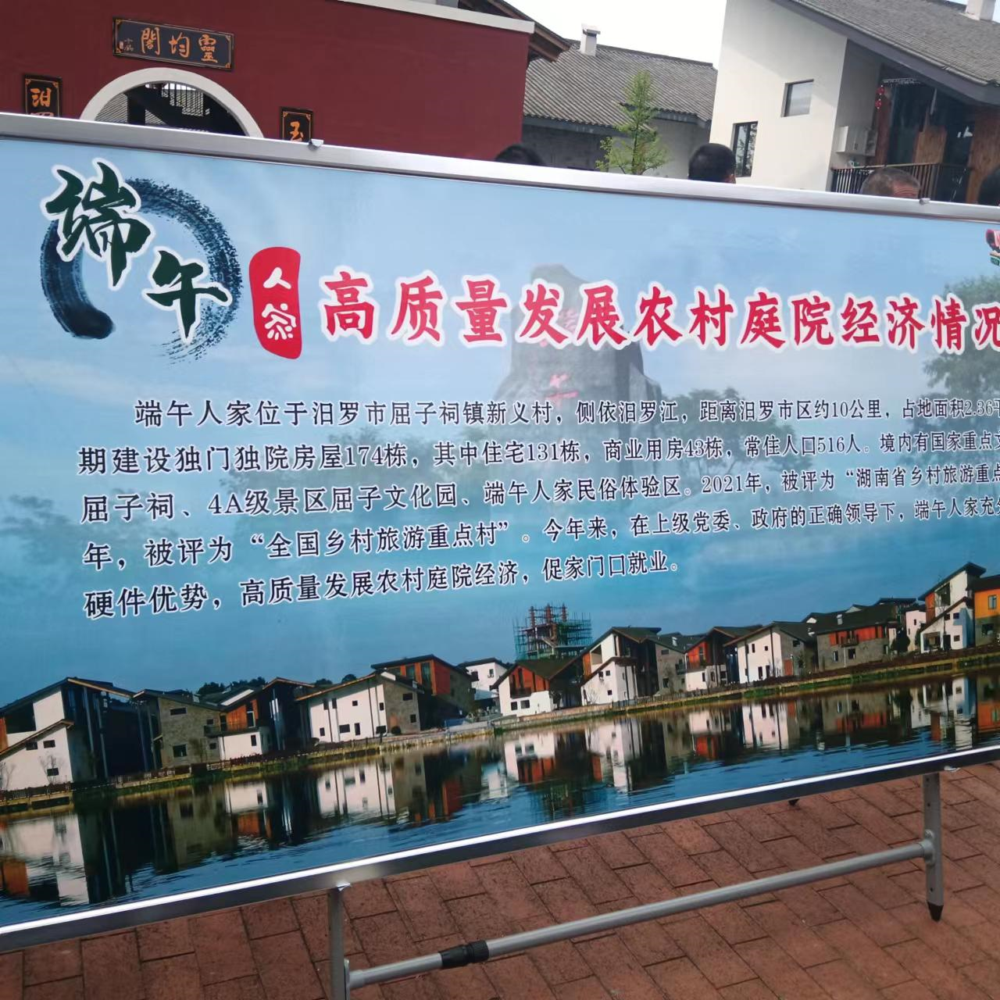 靈均閣
汨
玉
端午
人家
高质量发展农村庭院经济情况
端午人家位于汨罗市屈子祠镇新义村，侧依汨罗江，距离汨罗市区约10公里，占地面积2.36平
期建设独门独院房屋174栋，其中住宅131栋，商业用房43栋，常住人口516人。境内有国家重点文
屈子祠、4A级景区屈子文化园、端午人家民俗体验区。2021年，被评为“湖南省乡村旅游重点
年，被评为“全国乡村旅游重点村”。今年来，在上级党委、政府的正确领导下，端午人家充分
硬件优势，高质量发展农村庭院经济，促家门口就业。